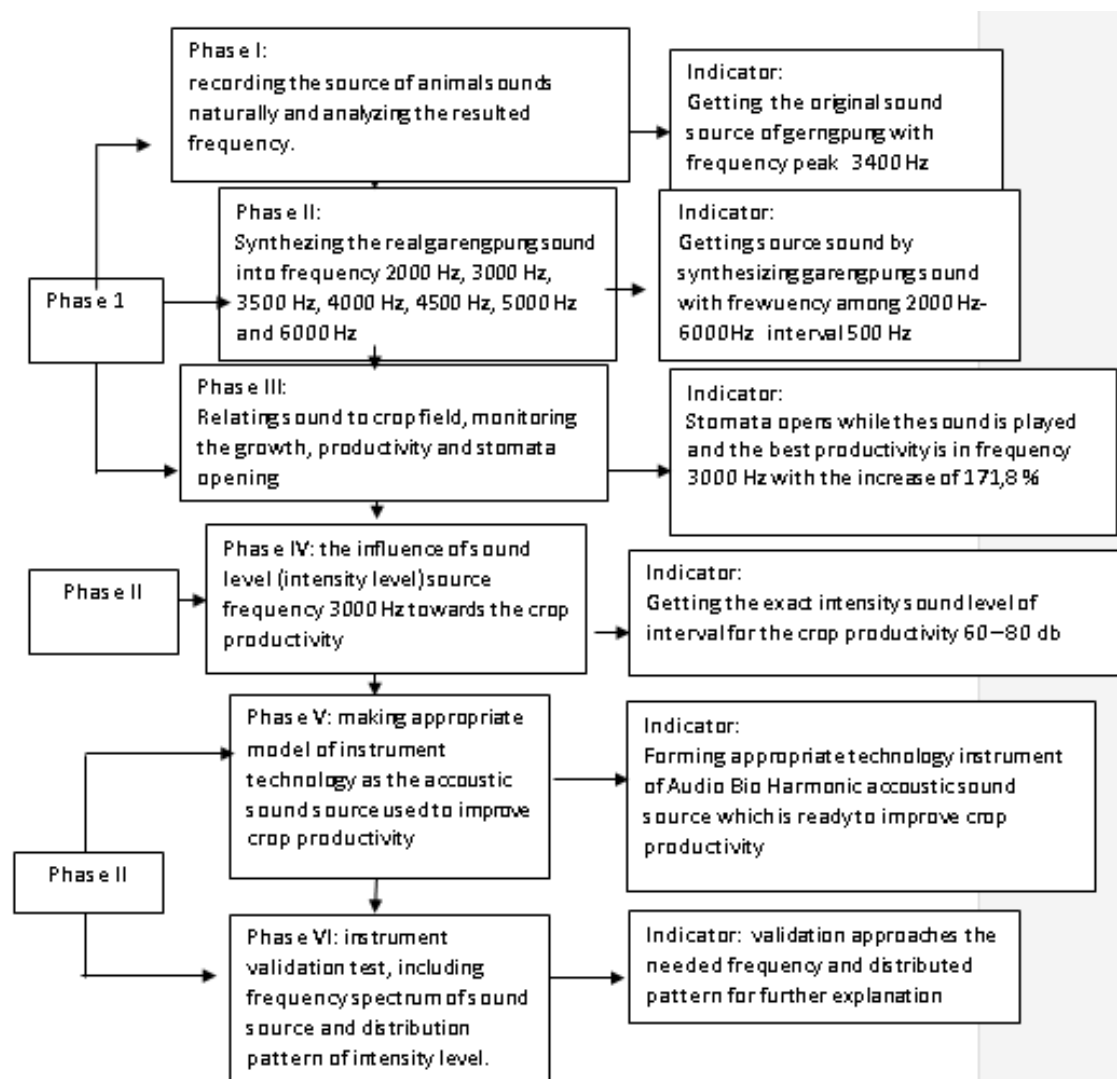 Phase I:
recording the source of animal sounds
naturally and analyzing the resulted
frequency.
Indicator:
Getting the original sound
source of gerngpung with
frequency peak 3400 Hz
Phase 1
Phase II:
Synthezing the real garengpung sound
into frequency 2000 Hz, 3000 Hz,
3500 Hz, 4000 Hz, 4500 Hz, 5000 Hz
and 6000 Hz
Indicator:
Getting source sound by
synthesizing garengpung sound
with frewuency among 2000 Hz-
6000Hz interval 500 Hz
Phase III:
Relating sound to crop field, monitoring
the growth, productivity and stomata
opening
Indicator:
Stomata opens while the sound is played
and the best productivity is in frequency
3000 Hz with the increase of 171,8 %
Phase II
Phase IV: the influence of sound
level (intensity level) source
frequency 3000 Hz towards the crop
productivity
Indicator:
Getting the exact intensity sound level of
interval for the crop productivity 60–80 db
Phase II
Phase V: making appropriate
model of instrument
technology as the accoustic
sound source used to improve
crop productivity
Indicator:
Forming appropriate technology instrument
of Audio Bio Harmonic accoustic sound
source which is ready to improve crop
productivity
Phase VI: instrument
validation test, including
frequency spectrum of sound
source and distribution
pattern of intensity level.
Indicator: validation approaches the
needed frequency and distributed
pattern for further explanation